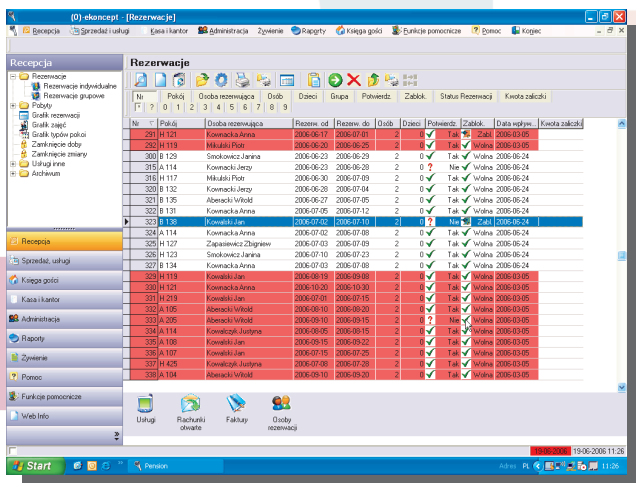 (0)-ekoncept - [Rezerwacje]
Recepcja Sprzedaż i usługi Kasa i kantor Administracja Żywienie Raporty Księga gości Funkcje pomocnicze Pomoc Koniec
Recepcja
Rezerwacje
Rezerwacje indywidualne
Rezerwacje grupowe
Pobyty
Grafik rezerwacji
Grafik zajęć
Grafik typów pokoi
Zamknięcie doby
Zamknięcie zmiany
Usługi inne
Archiwum
Recepcja
Sprzedaż, usługi
Księga gości
Kasa i kantor
Administracja
Raporty
Żywienie
Pomoc
Funkcje pomocnicze
Web Info
Rezerwacje
Nr Pokój Osoba rezerwująca Osób Dzieci Grupa Potwierdz. Zablok. Status Rezerwacji Kwota zaliczki
* ? 0 1 2 3 4 5 6 7 8 9
Nr Pokój Osoba rezerwująca Rezerw. od Rezerw. do Osób Dzieci Potwierdz. Zablok. Data wpływ... Kwota zaliczki
291 H 121 Kownacka Anna 2006-06-17 2006-07-01 2 0 Tak Zabl. 2006-03-05
292 H 119 Mikulski Piotr 2006-06-20 2006-06-25 2 0 Tak Wolna 2006-03-05
300 B 129 Smokowicz Janina 2006-06-23 2006-06-29 2 0 Tak Wolna 2006-06-24
315 A 114 Kownacki Jerzy 2006-06-23 2006-06-28 2 0 ? Nie Wolna 2006-06-24
316 H 117 Mikulski Piotr 2006-06-30 2006-07-09 2 0 Tak Wolna 2006-06-24
320 B 132 Kownacki Jerzy 2006-06-28 2006-07-04 2 0 Tak Wolna 2006-06-24
321 B 135 Aberacki Witold 2006-06-27 2006-07-05 2 0 Tak Wolna 2006-06-24
322 B 131 Kownacka Anna 2006-07-05 2006-07-12 2 0 Tak Wolna 2006-06-24
323 B 138 Kowalski Jan 2006-07-02 2006-07-10 2 0 ? Nie Zabl. 2006-06-24
324 A 114 Kownacka Anna 2006-07-02 2006-07-08 2 0 Tak Wolna 2006-06-24
325 H 127 Zapasiewicz Zbigniew 2006-07-03 2006-07-09 2 0 Tak Wolna 2006-06-24
326 H 123 Smokowicz Janina 2006-07-10 2006-07-23 2 0 Tak Wolna 2006-06-24
327 B 134 Kownacka Anna 2006-07-03 2006-07-08 2 0 Tak Wolna 2006-06-24
329 H 119 Kowalski Jan 2006-08-19 2006-09-08 2 0 Tak Wolna 2006-03-05
330 H 121 Kownacka Anna 2006-10-20 2006-10-30 2 0 Tak Wolna 2006-03-05
331 H 219 Kowalski Jan 2006-07-01 2006-07-15 2 0 Tak Wolna 2006-03-05
332 A 105 Aberacki Witold 2006-08-10 2006-08-20 2 0 Tak Wolna 2006-03-05
333 A 205 Aberacki Witold 2006-09-10 2006-09-15 2 0 ? Nie Wolna 2006-03-05
334 A 114 Kowalczyk Justyna 2006-08-05 2006-08-15 2 0 Tak Wolna 2006-03-05
335 A 108 Kowalski Jan 2006-09-15 2006-09-22 2 0 Tak Wolna 2006-03-05
336 A 107 Kowalski Jan 2006-07-15 2006-07-25 2 0 Tak Wolna 2006-03-05
337 H 425 Kowalczyk Justyna 2006-07-08 2006-07-28 2 0 Tak Wolna 2006-03-05
338 A 104 Aberacki Witold 2006-09-10 2006-09-20 2 0 Tak Wolna 2006-03-05
Usługi Rachunki otwarte Faktury Osoby rezerwacji
19-06-2006 19-06-2006 11:26
Start Pension Adres PL 11:26